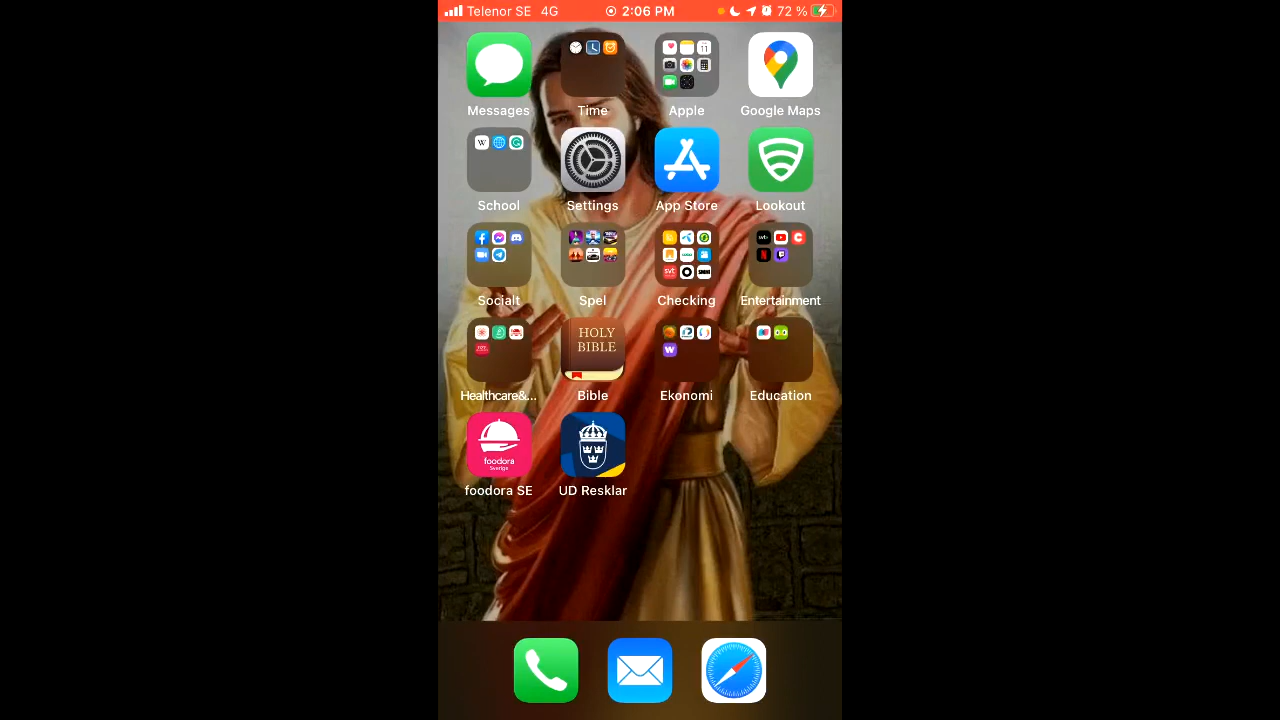 Telenor SE 4G 2:06 PM 72 %
Messages Time Apple Google Maps
School Settings App Store Lookout
Socialt Spel Checking Entertainment
HOLY
BIBLE
Healthcare&... Bible Ekonomi Education
foodora
Sverige
foodora SE UD Resklar